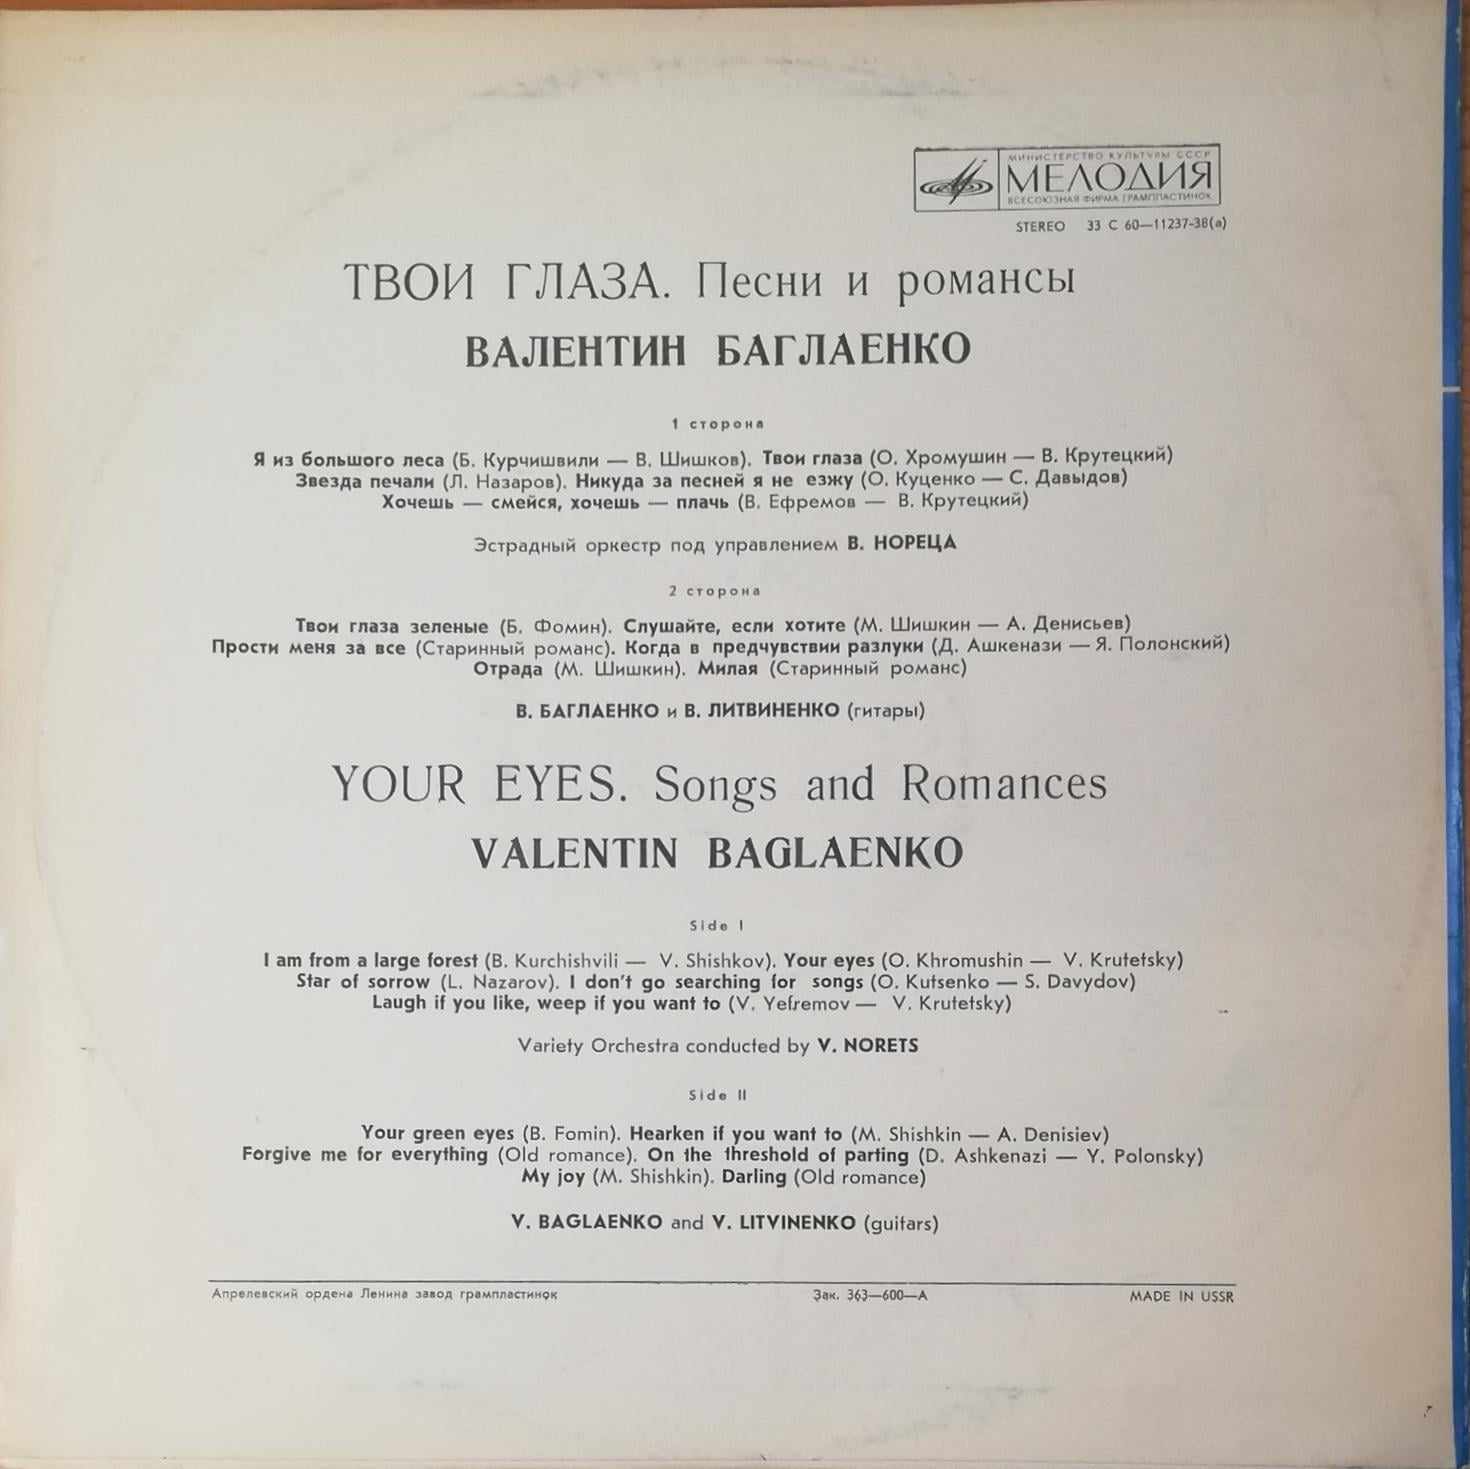 МИНИСТЕРСТВО КУЛЬТУРЫ СССР
МЕЛОДИЯ
ВСЕСОЮЗНАЯ ФИРМА ГРАМПЛАСТИНОК
STEREO 33 С 60—11237-38(а)
ТВОИ ГЛАЗА. Песни и романсы
ВАЛЕНТИН БАГЛАЕНКО
1 сторона
Я из большого леса (Б. Курчишвили — В. Шишков). Твои глаза (О. Хромушин — В. Крутецкий)
Звезда печали (Л. Назаров). Никуда за песней я не езжу (О. Куценко — С. Давыдов)
Хочешь — смейся, хочешь — плачь (В. Ефремов — В. Крутецкий)
Эстрадный оркестр под управлением В. НОРЕЦА
2 сторона
Твои глаза зеленые (Б. Фомин). Слушайте, если хотите (М. Шишкин — А. Денисьев)
Прости меня за все (Старинный романс). Когда в предчувствии разлуки (Д. Ашкенази — Я. Полонский)
Отрада (М. Шишкин). Милая (Старинный романс)
В. БАГЛАЕНКО и В. ЛИТВИНЕНКО (гитары)
YOUR EYES. Songs and Romances
VALENTIN BAGLAENKO
Side I
I am from a large forest (B. Kurchishvili — V. Shishkov). Your eyes (O. Khromushin — V. Krutetsky)
Star of sorrow (L. Nazarov). I don't go searching for songs (O. Kutsenko — S. Davydov)
Laugh if you like, weep if you want to (V. Yefremov — V. Krutetsky)
Variety Orchestra conducted by V. NORETS
Side II
Your green eyes (B. Fomin). Hearken if you want to (M. Shishkin — A. Denisiev)
Forgive me for everything (Old romance). On the threshold of parting (D. Ashkenazi — Y. Polonsky)
My joy (M. Shishkin). Darling (Old romance)
V. BAGLAENKO and V. LITVINENKO (guitars)
Апрелевский ордена Ленина завод грампластинок Зак. 363—600—А MADE IN USSR